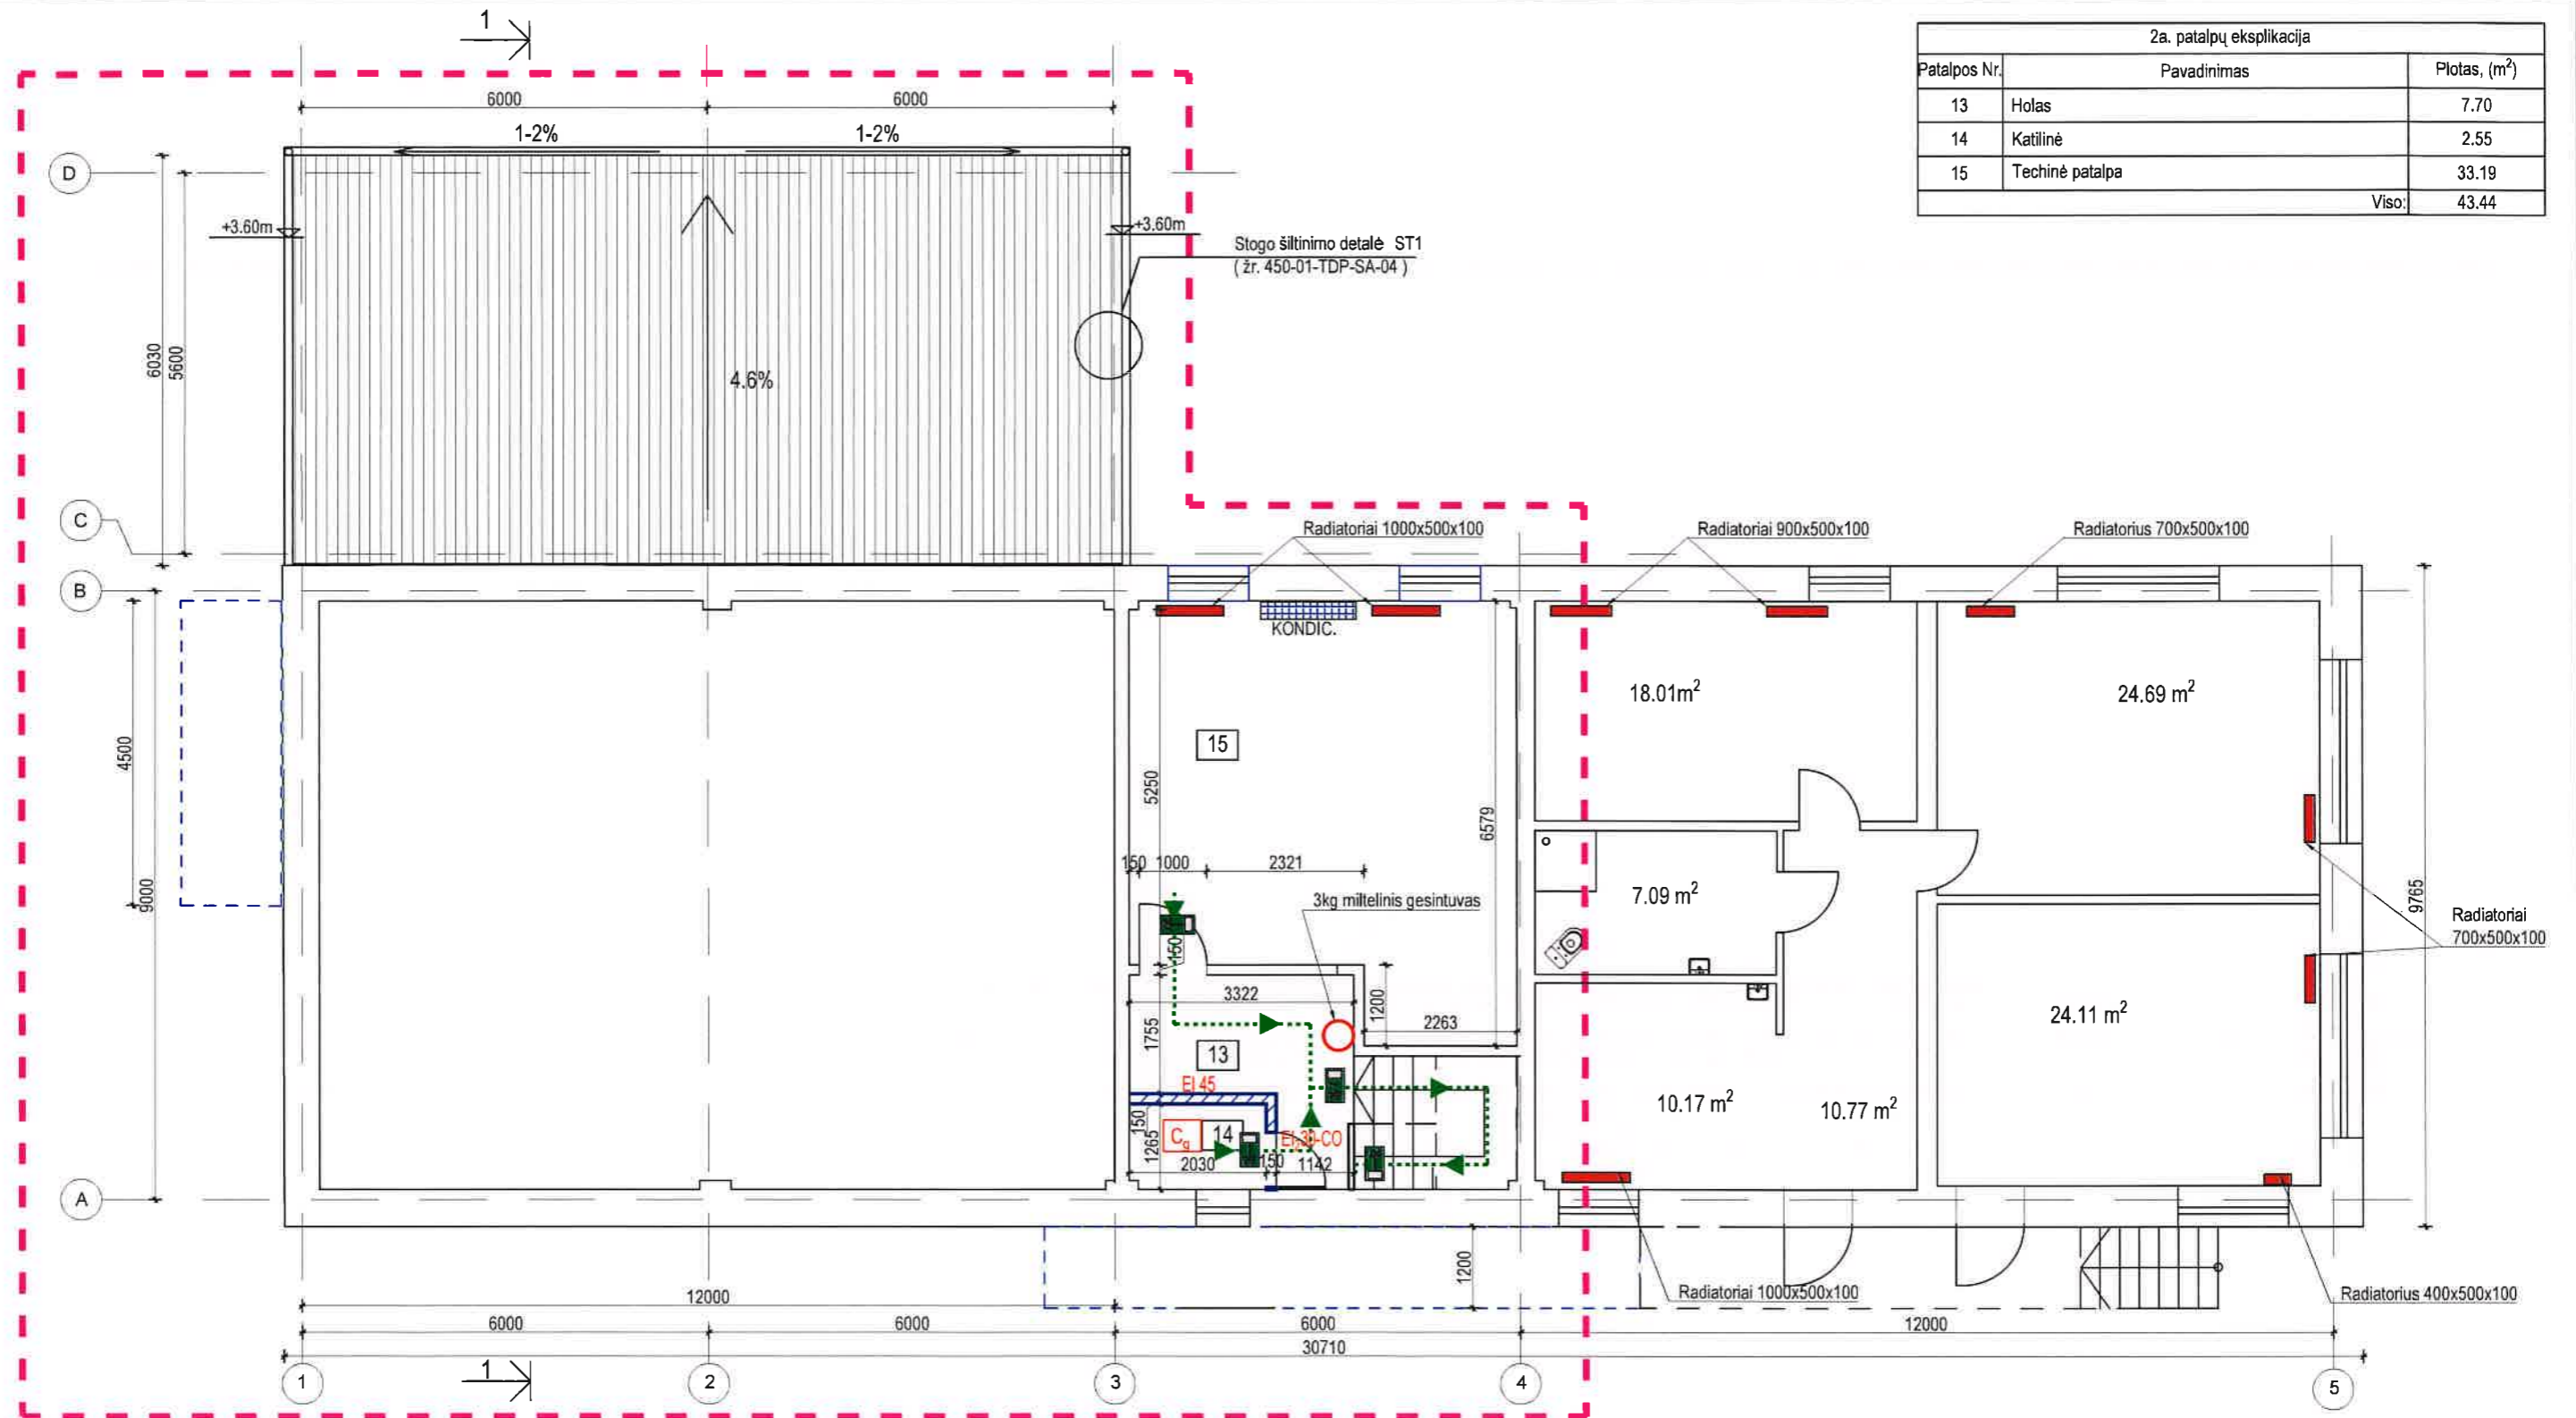 1
2a. patalpų eksplikacija
Patalpos Nr. Pavadinimas Plotas, (m²)
13 Holas 7.70
14 Katilinė 2.55
15 Techinė patalpa 33.19
Viso: 43.44
6000 6000
1-2% 1-2%
D
+3.60m +3.60m
Stogo šiltinimo detalė ST1
( žr. 450-01-TDP-SA-04 )
6030
5600
4.6%
C
Radiatoriai 1000x500x100 Radiatoriai 900x500x100 Radiatorius 700x500x100
B
KONDIC.
18.01m² 24.69 m²
15
4500
9000
5250
6579
150 1000 2321
7.09 m²
3kg miltelinis gesintuvas
9765
Radiatoriai
700x500x100
150
3322
1200
2263
1755
13
24.11 m²
EI 45
10.17 m² 10.77 m²
150
1265
Cg 14
EI₂30-CO
2030 150 1142
A
1200
Radiatoriai 1000x500x100
Radiatorius 400x500x100
12000
6000 6000 6000 12000
30710
1
1 2 3 4 5